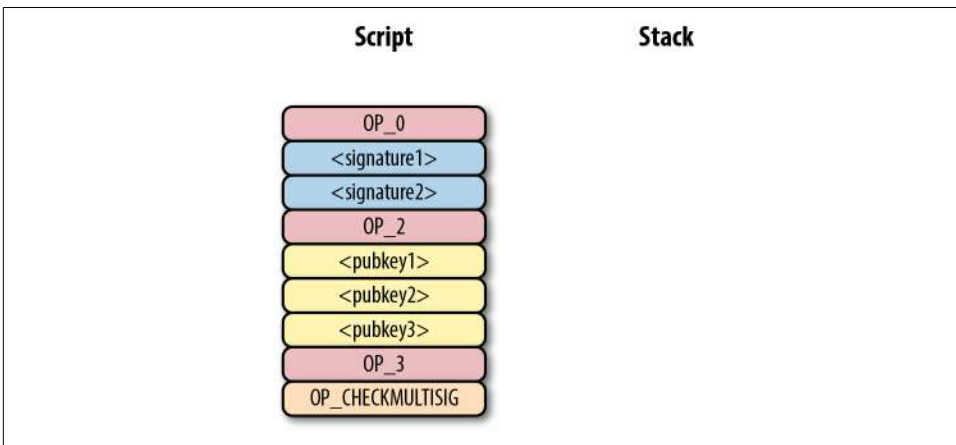 Script Stack
OP_0
<signature1>
<signature2>
OP_2
<pubkey1>
<pubkey2>
<pubkey3>
OP_3
OP_CHECKMULTISIG